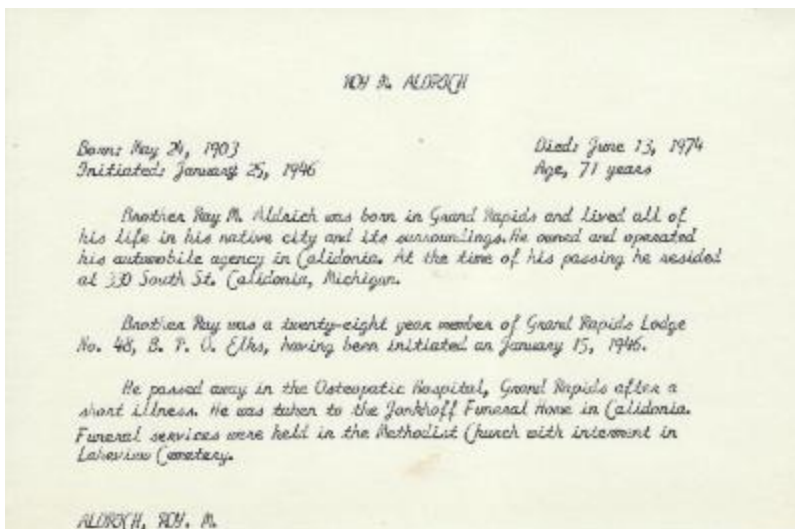 ROY M. ALDRICH
Born: May 24, 1903 Died: June 13, 1974
Initiated: January 25, 1946 Age, 71 years
Brother Roy M. Aldrich was born in Grand Rapids and lived all of
his life in his native city and its surroundings. He owned and operated
his automobile agency in Calidonia. At the time of his passing he resided
at 330 South St. Calidonia, Michigan.
Brother Roy was a twenty-eight year member of Grand Rapids Lodge
No. 48, B. P. O. Elks, having been initiated on January 15, 1946.
He passed away in the Osteopatic Hospital, Grand Rapids after a
short illness. He was taken to the Jonkhoff Funeral Home in Calidonia.
Funeral services were held in the Methodist Church with interment in
Lakeview Cemetery.
ALDRICH, ROY. M.